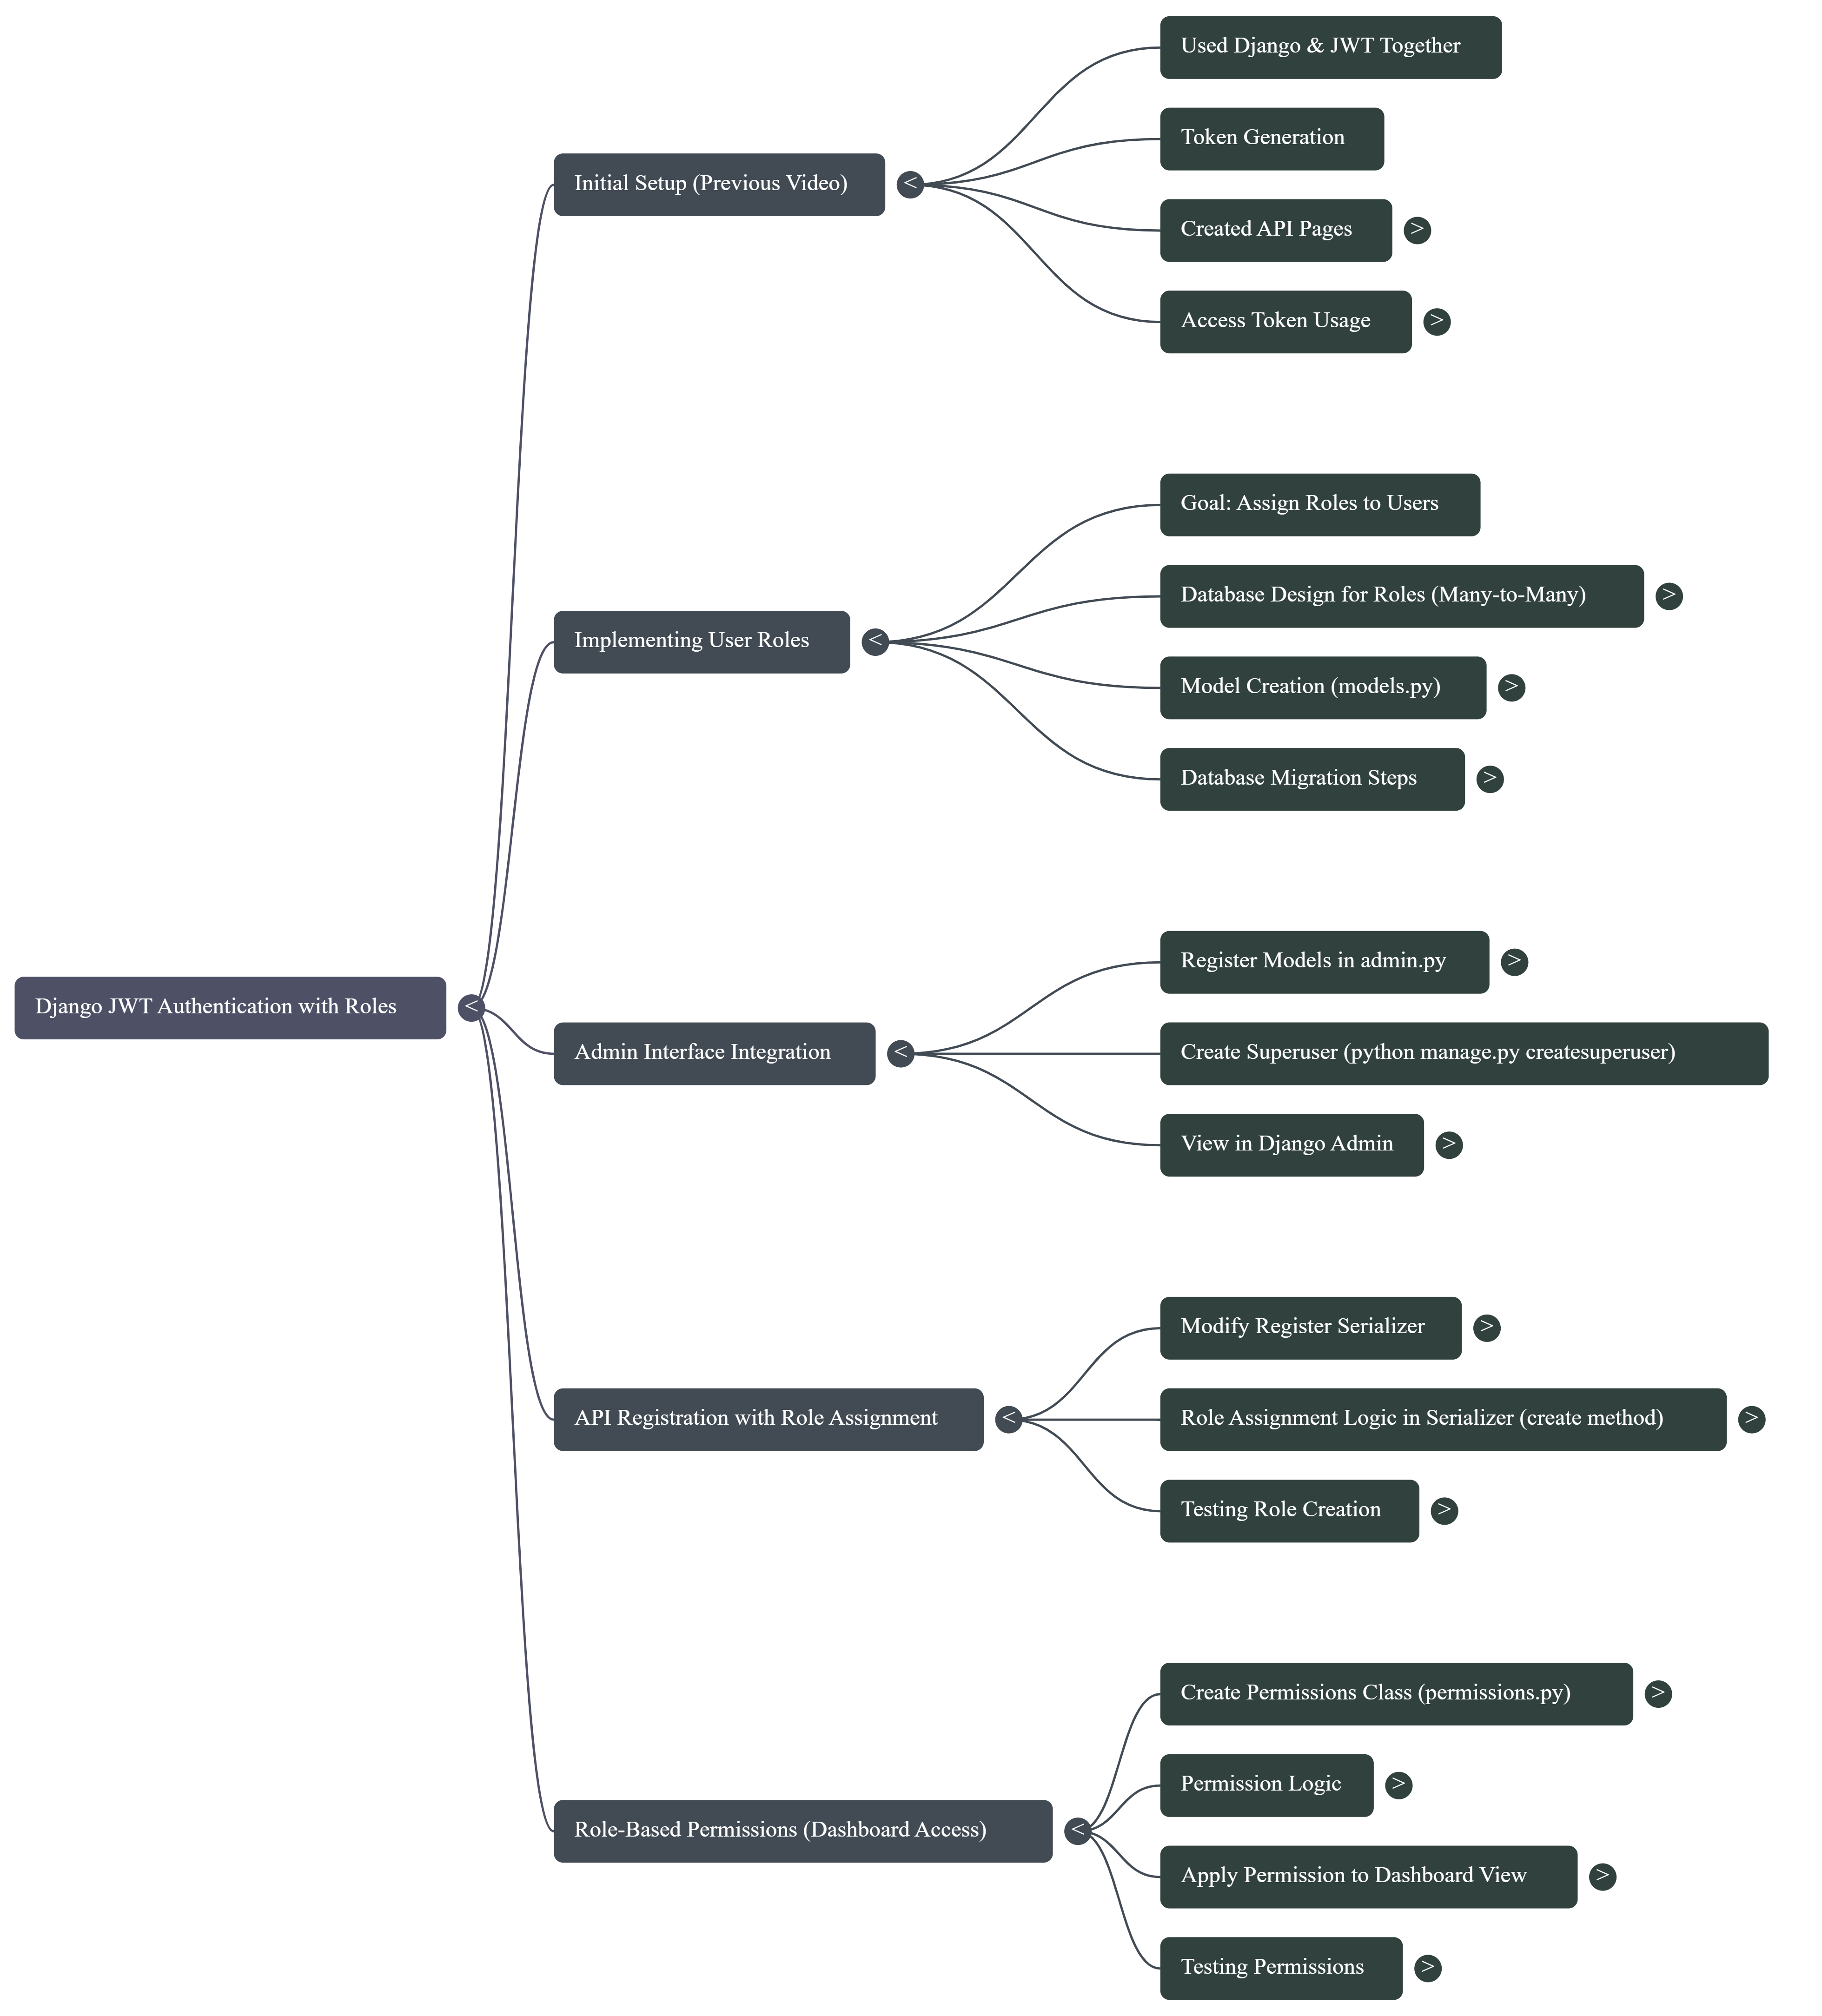 Django JWT Authentication with Roles
<
Initial Setup (Previous Video)
<
Used Django & JWT Together
Token Generation
Created API Pages
>
Access Token Usage
>
Implementing User Roles
<
Goal: Assign Roles to Users
Database Design for Roles (Many-to-Many)
>
Model Creation (models.py)
>
Database Migration Steps
>
Admin Interface Integration
<
Register Models in admin.py
>
Create Superuser (python manage.py createsuperuser)
View in Django Admin
>
API Registration with Role Assignment
<
Modify Register Serializer
>
Role Assignment Logic in Serializer (create method)
>
Testing Role Creation
>
Role-Based Permissions (Dashboard Access)
<
Create Permissions Class (permissions.py)
>
Permission Logic
>
Apply Permission to Dashboard View
>
Testing Permissions
>